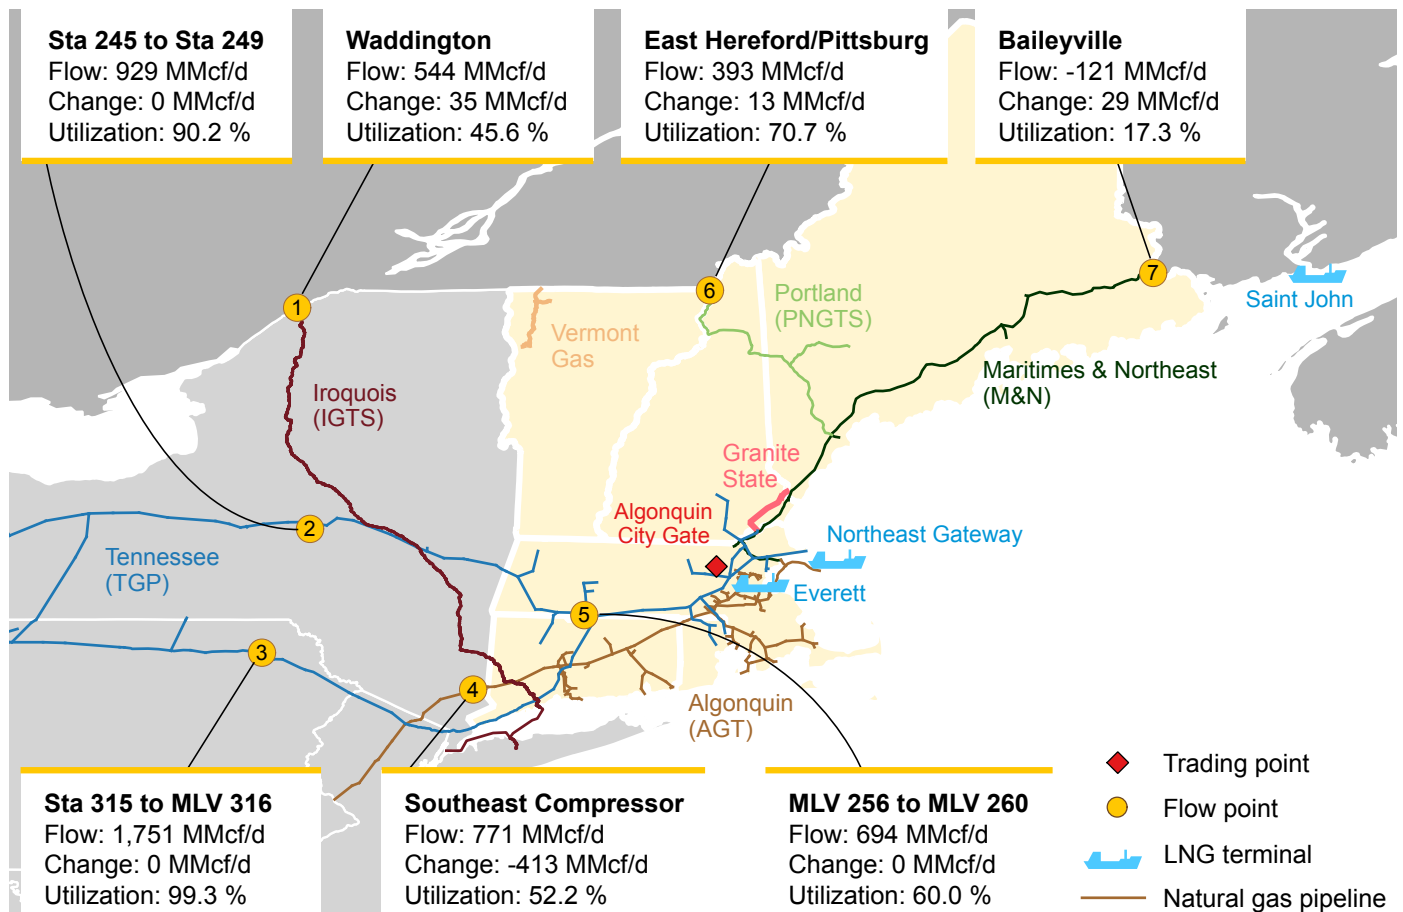 Sta 245 to Sta 249
Flow: 929 MMcf/d
Change: 0 MMcf/d
Utilization: 90.2 %
Waddington
Flow: 544 MMcf/d
Change: 35 MMcf/d
Utilization: 45.6 %
East Hereford/Pittsburg
Flow: 393 MMcf/d
Change: 13 MMcf/d
Utilization: 70.7 %
Baileyville
Flow: -121 MMcf/d
Change: 29 MMcf/d
Utilization: 17.3 %
7
6
1
Saint John
Portland
(PNGTS)
Vermont
Gas
Maritimes & Northeast
(M&N)
Iroquois
(IGTS)
Granite
State
Algonquin
City Gate
2
Northeast Gateway
Tennessee
(TGP)
Everett
5
3
4
Algonquin
(AGT)
Sta 315 to MLV 316
Flow: 1,751 MMcf/d
Change: 0 MMcf/d
Utilization: 99.3 %
Southeast Compressor
Flow: 771 MMcf/d
Change: -413 MMcf/d
Utilization: 52.2 %
MLV 256 to MLV 260
Flow: 694 MMcf/d
Change: 0 MMcf/d
Utilization: 60.0 %
Trading point
Flow point
LNG terminal
Natural gas pipeline